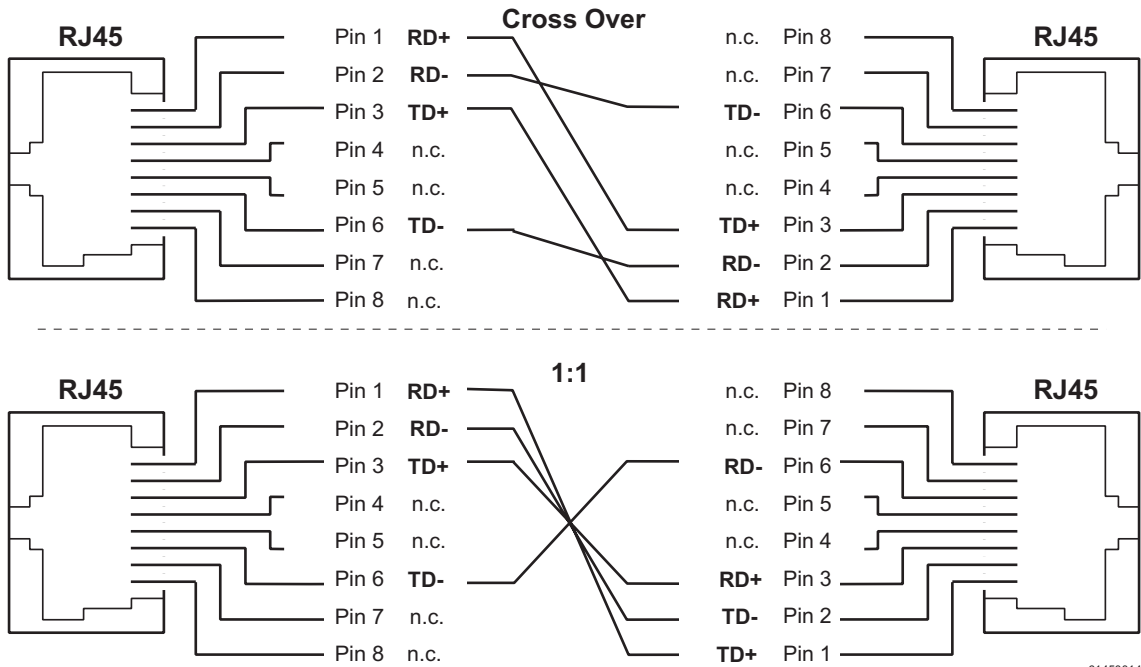 Cross Over
RJ45
Pin 1 RD+
n.c. Pin 8
RJ45
Pin 2 RD-
n.c. Pin 7
Pin 3 TD+
TD- Pin 6
Pin 4 n.c.
n.c. Pin 5
Pin 5 n.c.
n.c. Pin 4
Pin 6 TD-
TD+ Pin 3
Pin 7 n.c.
RD- Pin 2
Pin 8 n.c.
RD+ Pin 1
1:1
RJ45
Pin 1 RD+
n.c. Pin 8
RJ45
Pin 2 RD-
n.c. Pin 7
Pin 3 TD+
RD- Pin 6
Pin 4 n.c.
n.c. Pin 5
Pin 5 n.c.
n.c. Pin 4
Pin 6 TD-
RD+ Pin 3
Pin 7 n.c.
TD- Pin 2
Pin 8 n.c.
TD+ Pin 1